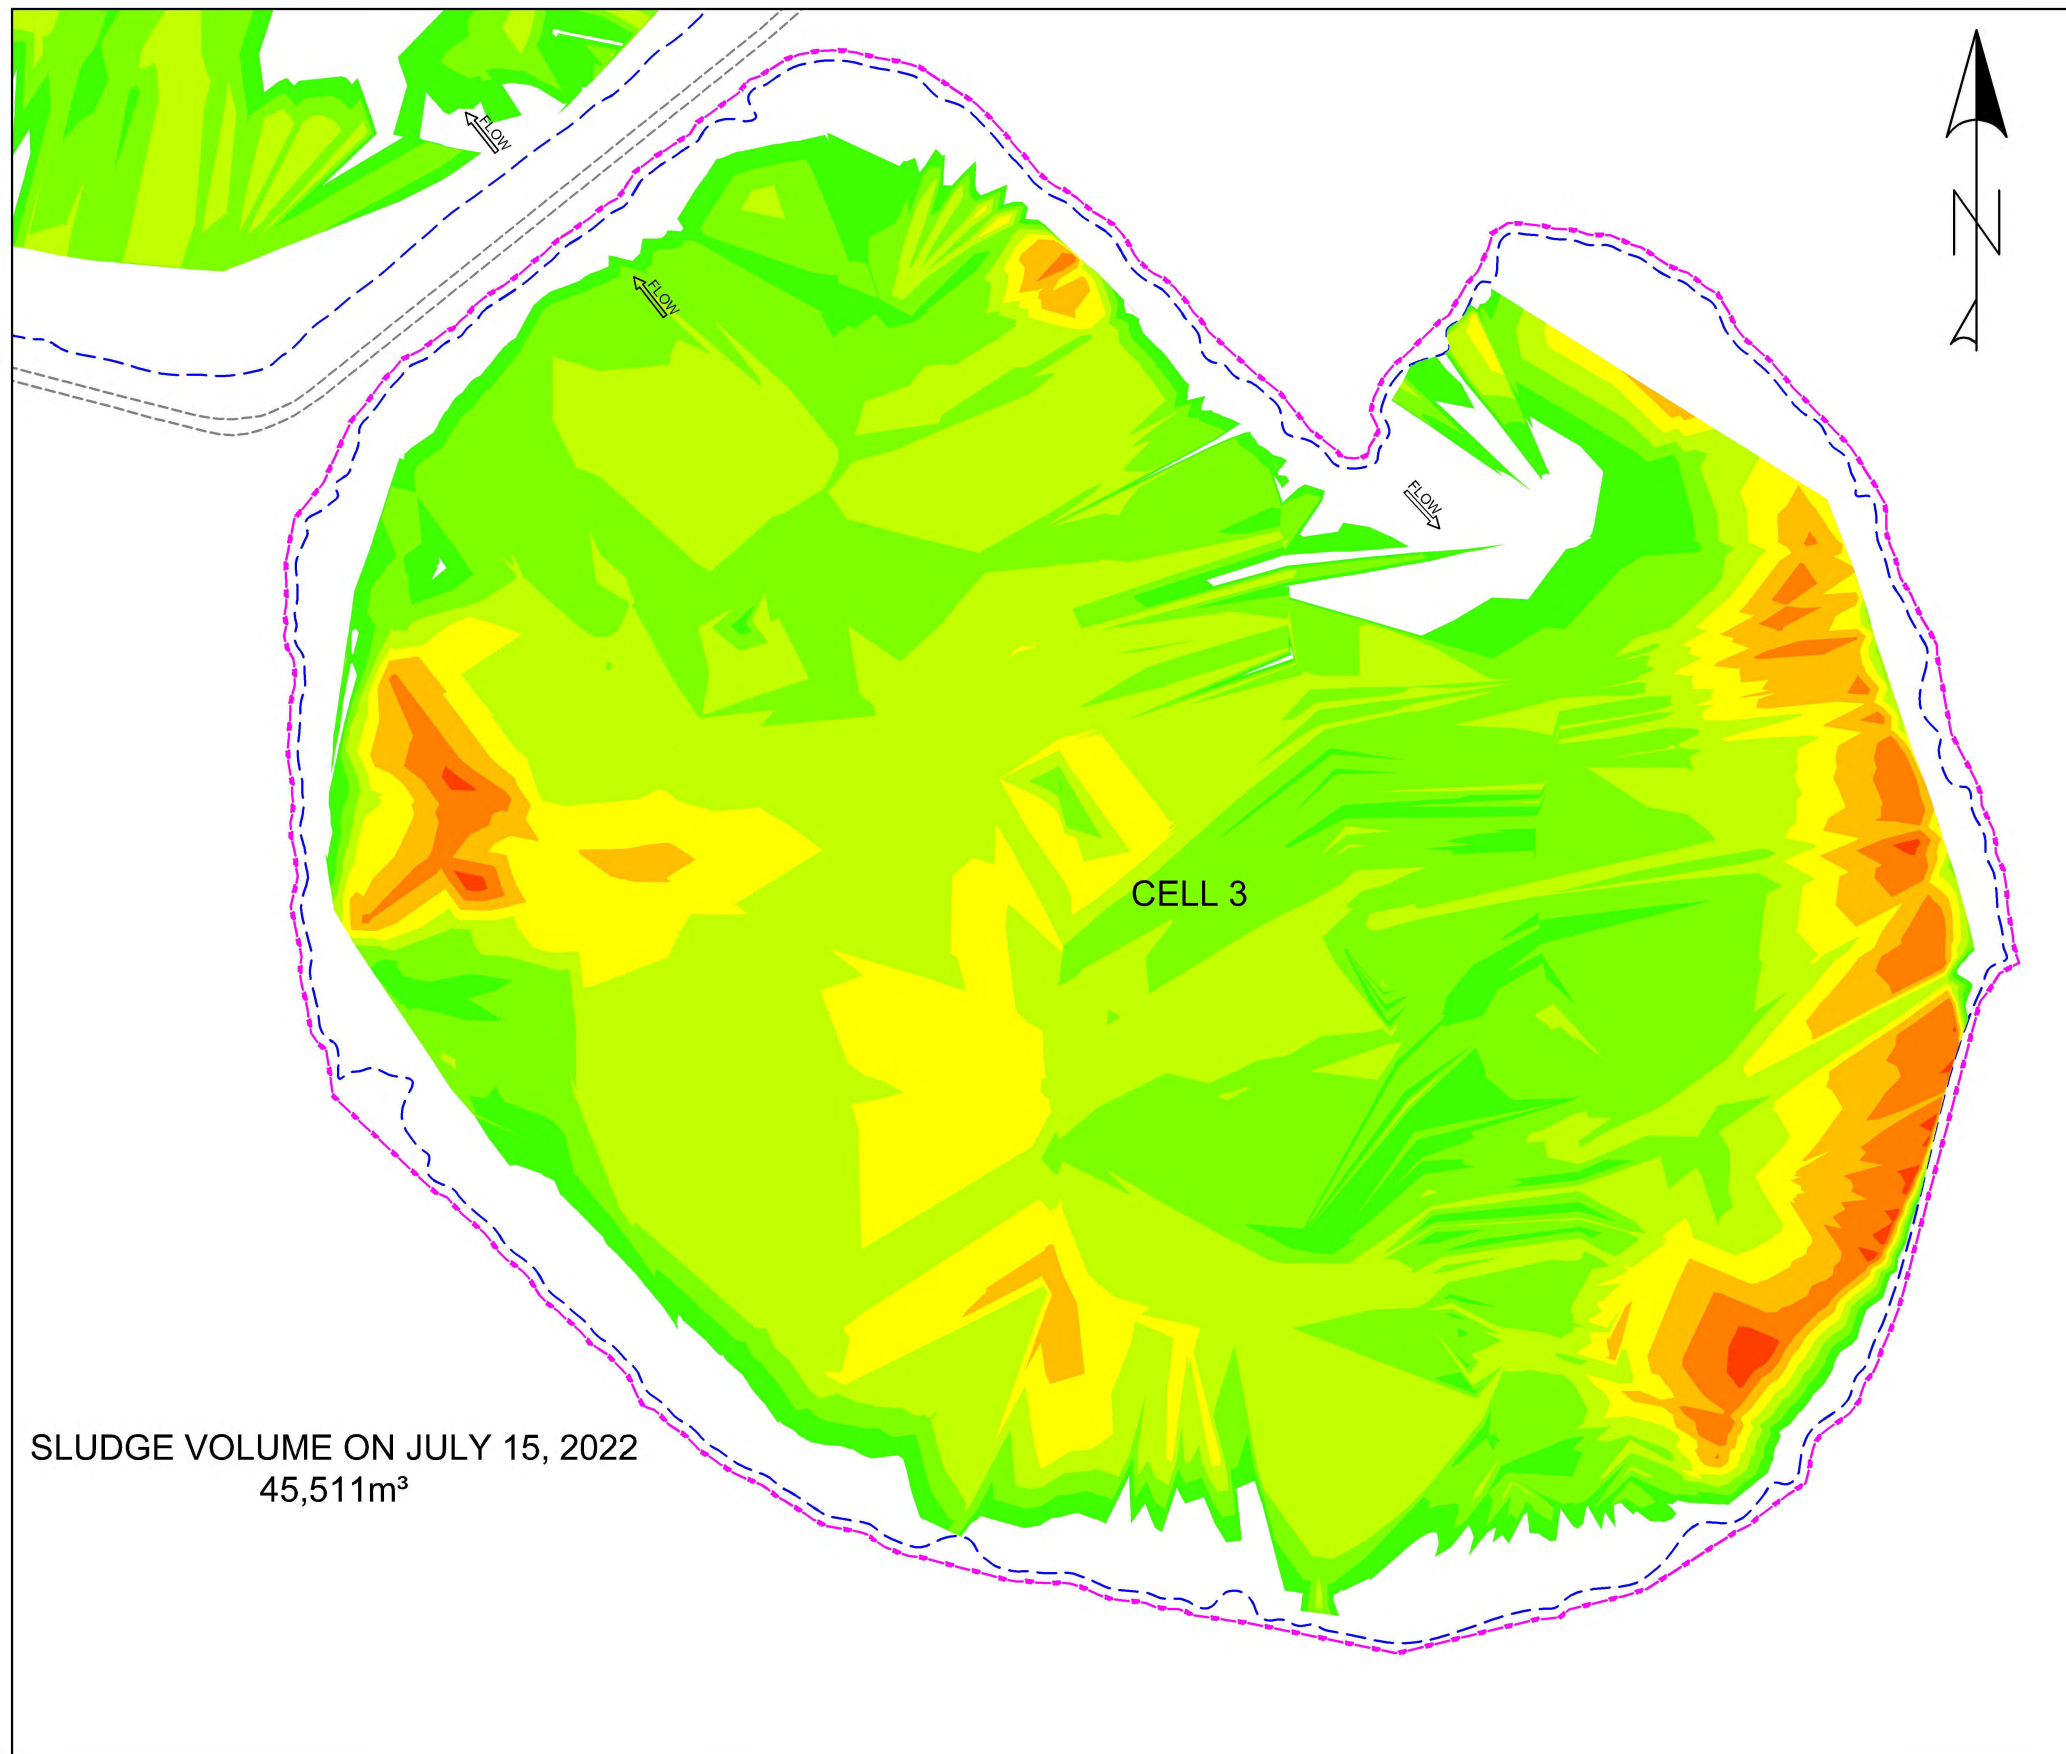 FLOW
N
FLOW
FLOW
CELL 3
SLUDGE VOLUME ON JULY 15, 2022
45,511m³